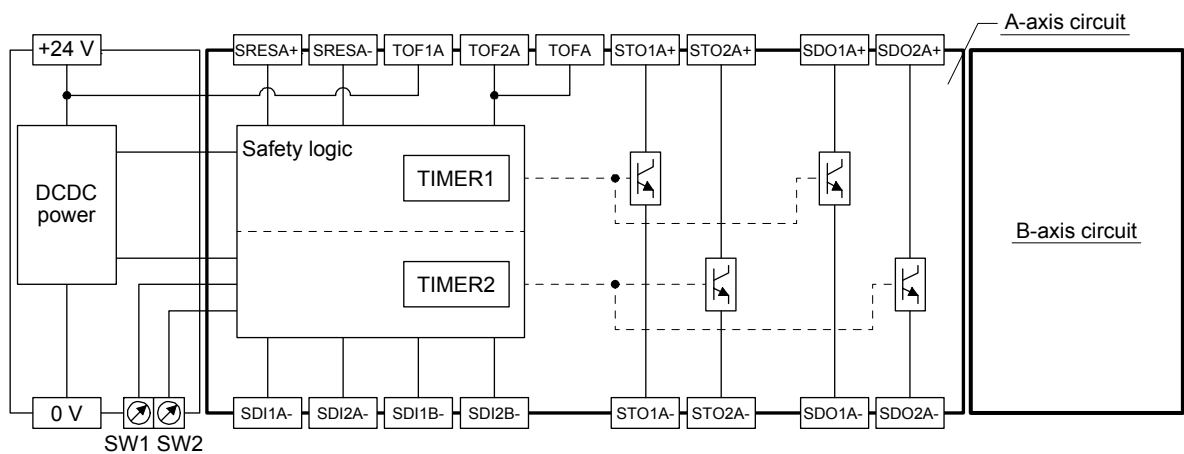 A-axis circuit
+24 V
SRESA+ SRESA- TOF1A TOF2A TOFA STO1A+ STO2A+ SDO1A+ SDO2A+
Safety logic
TIMER1
DCDC
power
B-axis circuit
TIMER2
0 V
SDI1A- SDI2A- SDI1B- SDI2B- STO1A- STO2A- SDO1A- SDO2A-
SW1 SW2